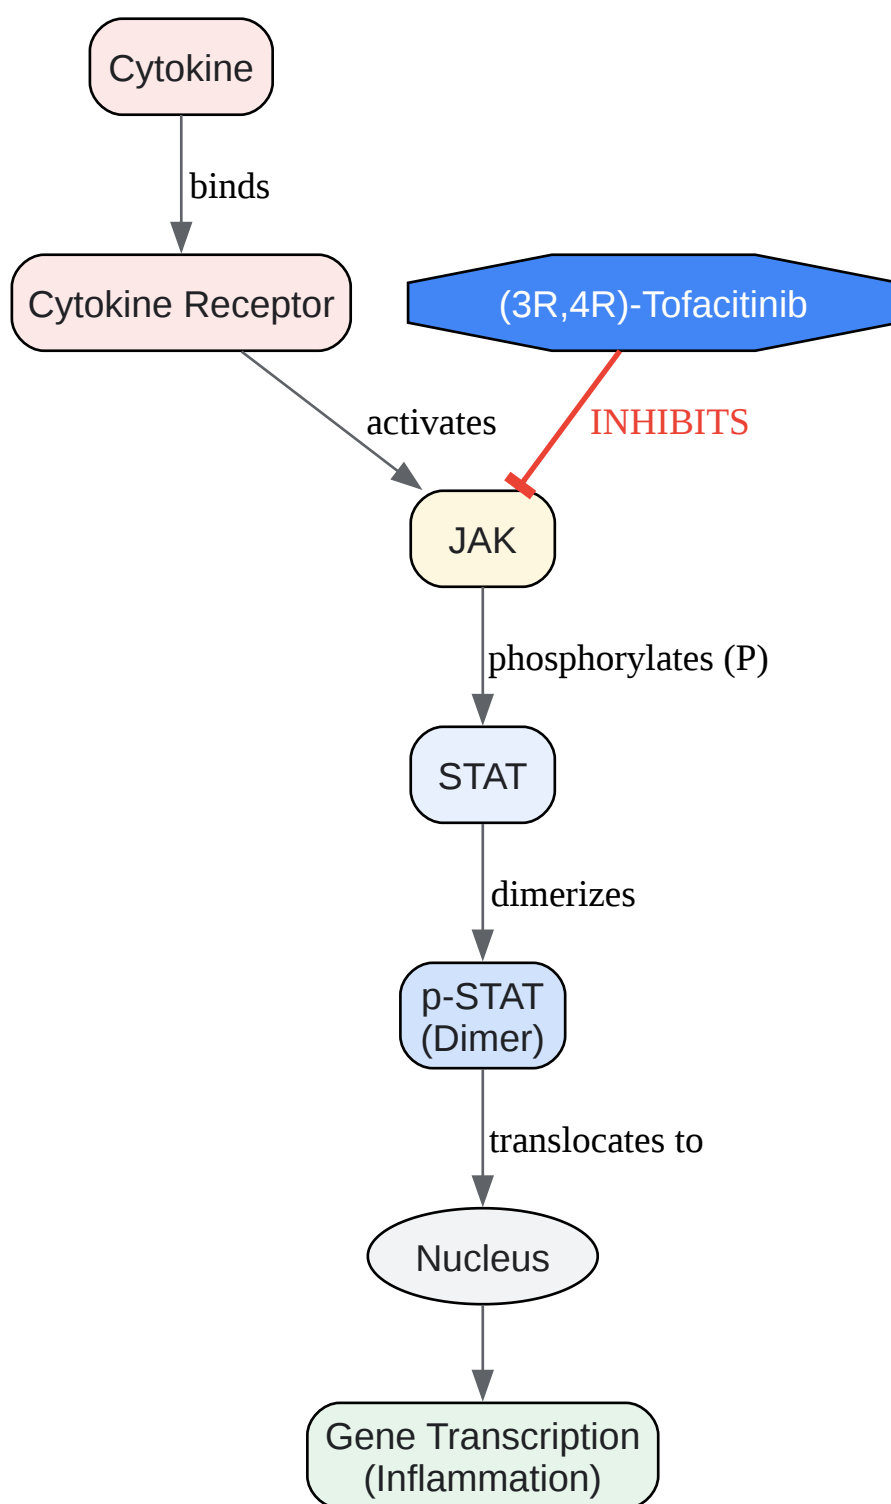 Cytokine
binds
Cytokine Receptor
(3R,4R)-Tofacitinib
activates
INHIBITS
JAK
phosphorylates (P)
STAT
dimerizes
p-STAT
(Dimer)
translocates to
Nucleus
Gene Transcription
(Inflammation)